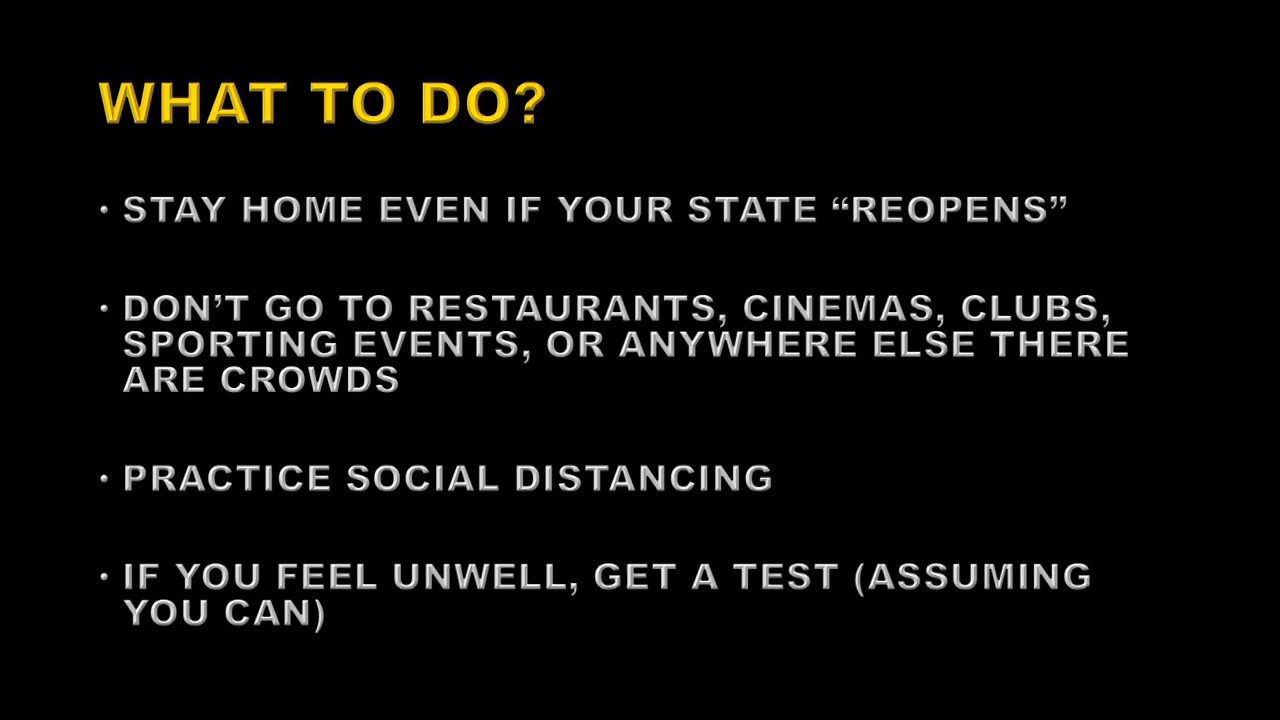 WHAT TO DO?
• STAY HOME EVEN IF YOUR STATE “REOPENS”
• DON’T GO TO RESTAURANTS, CINEMAS, CLUBS,
SPORTING EVENTS, OR ANYWHERE ELSE THERE
ARE CROWDS
• PRACTICE SOCIAL DISTANCING
• IF YOU FEEL UNWELL, GET A TEST (ASSUMING
YOU CAN)